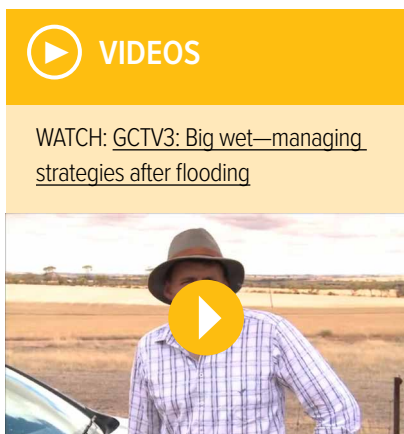 VIDEOS
WATCH: GCTV3: Big wet—managing
strategies after flooding